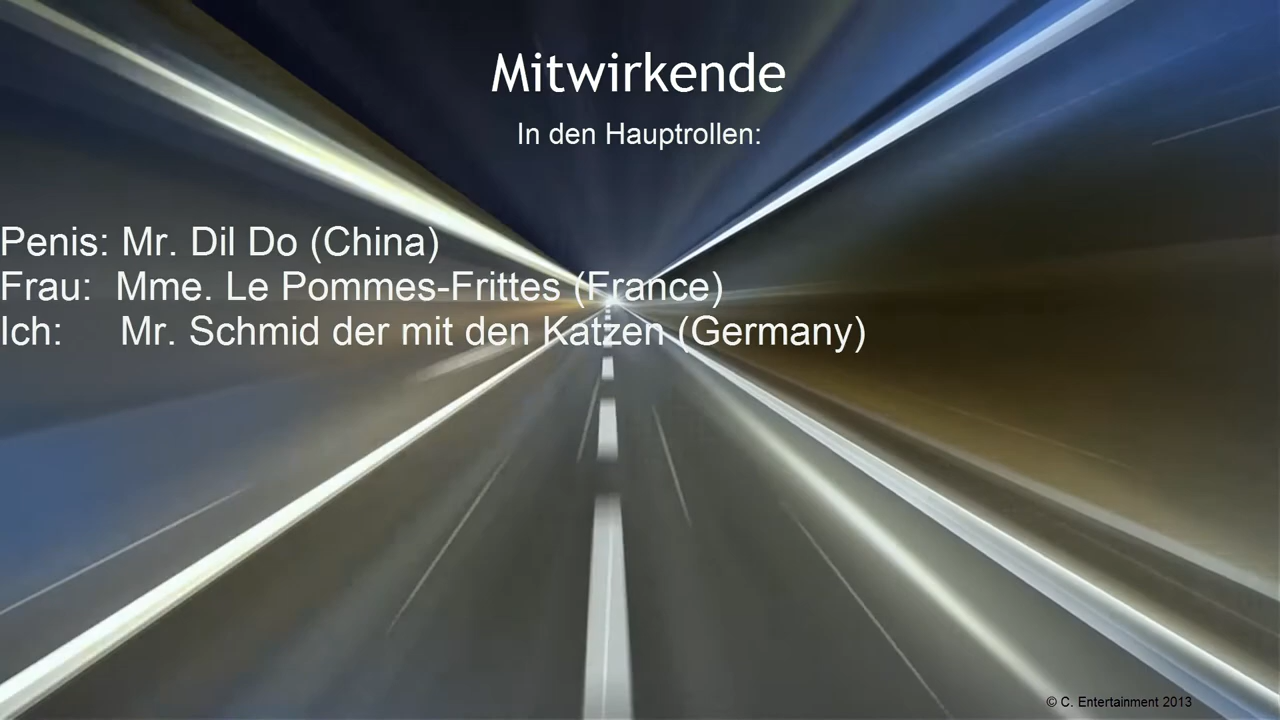 Mitwirkende
In den Hauptrollen:
Penis: Mr. Dil Do (China)
Frau: Mme. Le Pommes-Frittes (France)
Ich: Mr. Schmid der mit den Katzen (Germany)
© C. Entertainment 2013